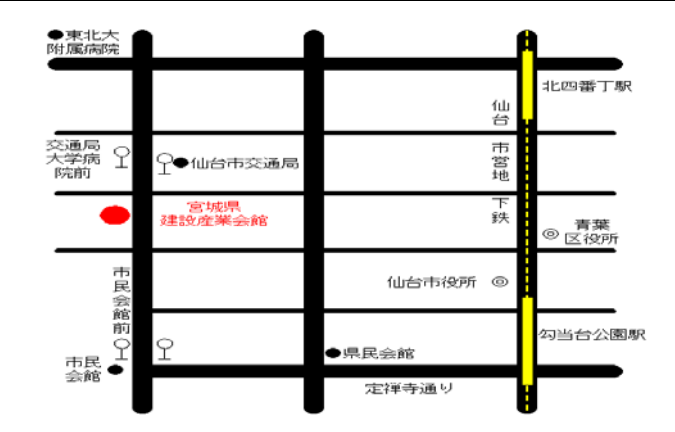 ●東北大
附属病院
北四番丁駅
仙台
市営地
下鉄
交通局
大学病
院前
●仙台市交通局
宮城県
建設産業会館
青葉
◎区役所
仙台市役所 ◎
市民会館前
勾当台公園駅
●県民会館
市民
会館●
定禅寺通り